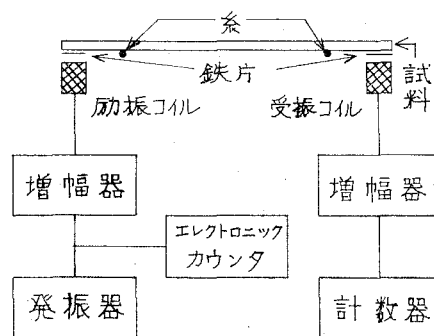 糸
鉄片
試料
励振コイル
受振コイル
増幅器
増幅器
エレクトロニック
カウンタ
発振器
計数器